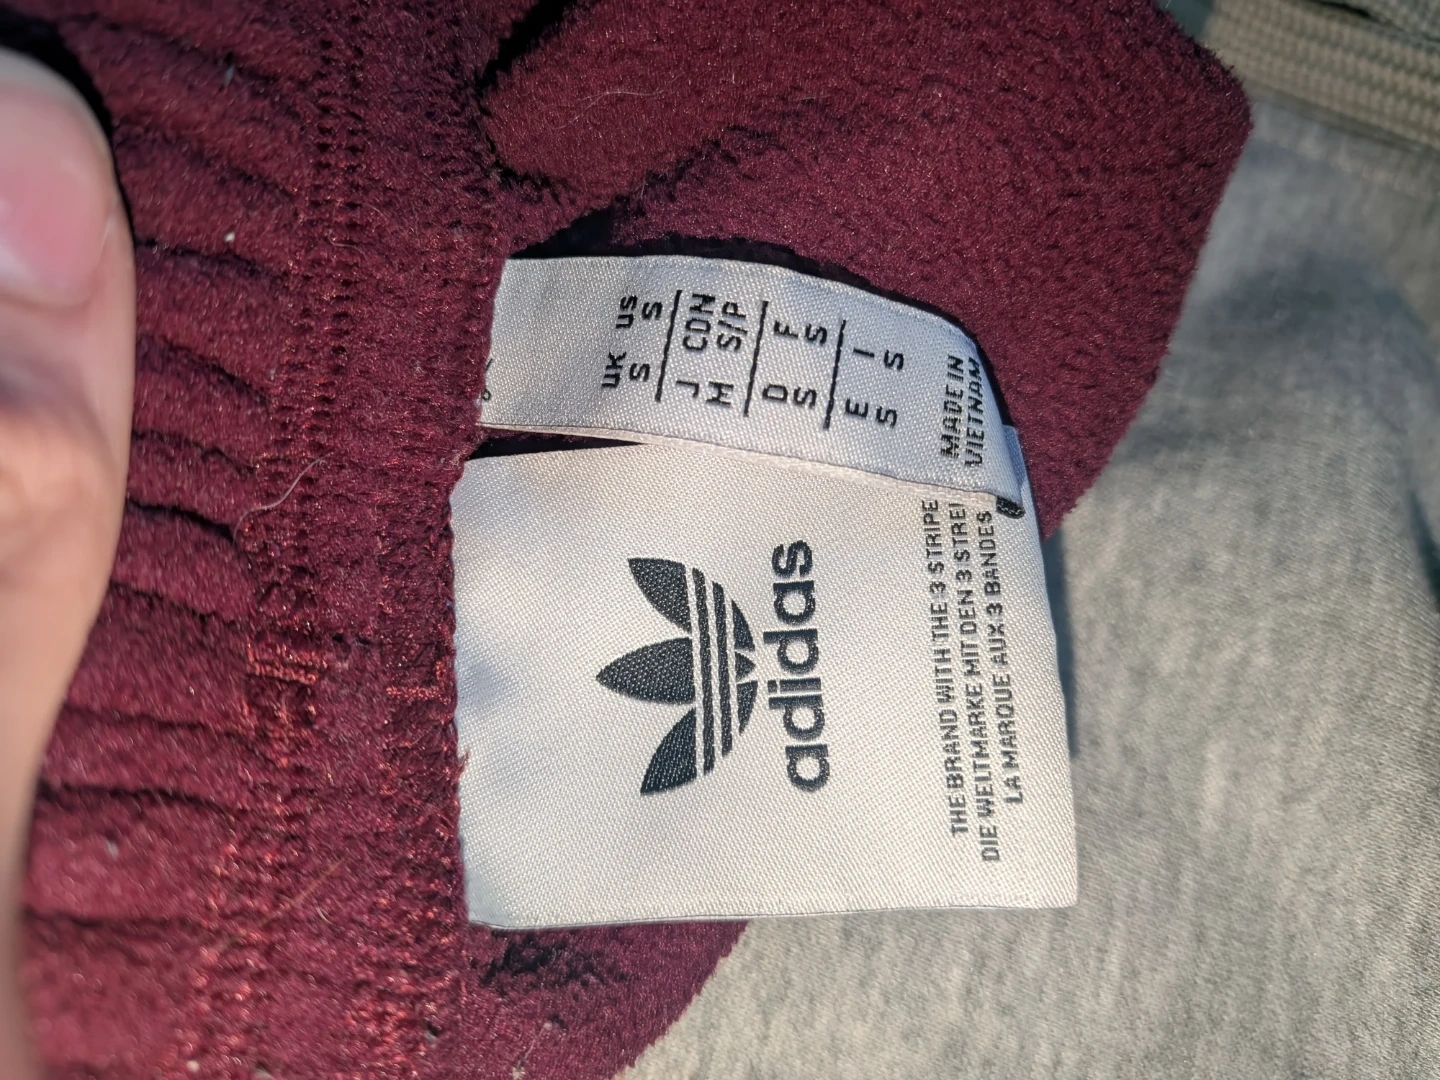 UK US
S S
J CDN
M S/P
D F
S S
E I
S S
MADE IN
VIETNAM
adidas
THE BRAND WITH THE 3 STRIPE
DIE WELTMARKE MIT DEN 3 STREI
LA MARQUE AUX 3 BANDES